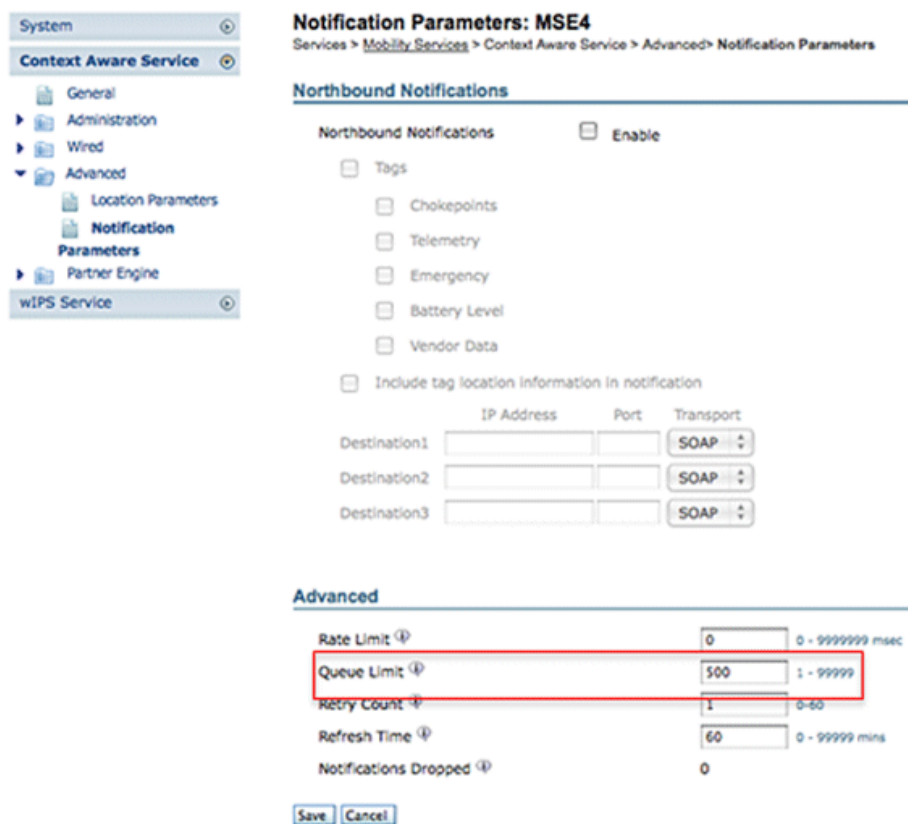 System
Context Aware Service
General
Administration
Wired
Advanced
Location Parameters
Notification
Parameters
Partner Engine
wIPS Service
Notification Parameters: MSE4
Services > Mobility Services > Context Aware Service > Advanced> Notification Parameters
Northbound Notifications
Northbound Notifications Enable
Tags
Chokepoints
Telemetry
Emergency
Battery Level
Vendor Data
Include tag location information in notification
IP Address Port Transport
Destination1 SOAP
Destination2 SOAP
Destination3 SOAP
Advanced
Rate Limit 0 0 - 9999999 msec
Queue Limit 500 1 - 99999
Retry Count 1 0-60
Refresh Time 60 0 - 99999 mins
Notifications Dropped 0
Save Cancel